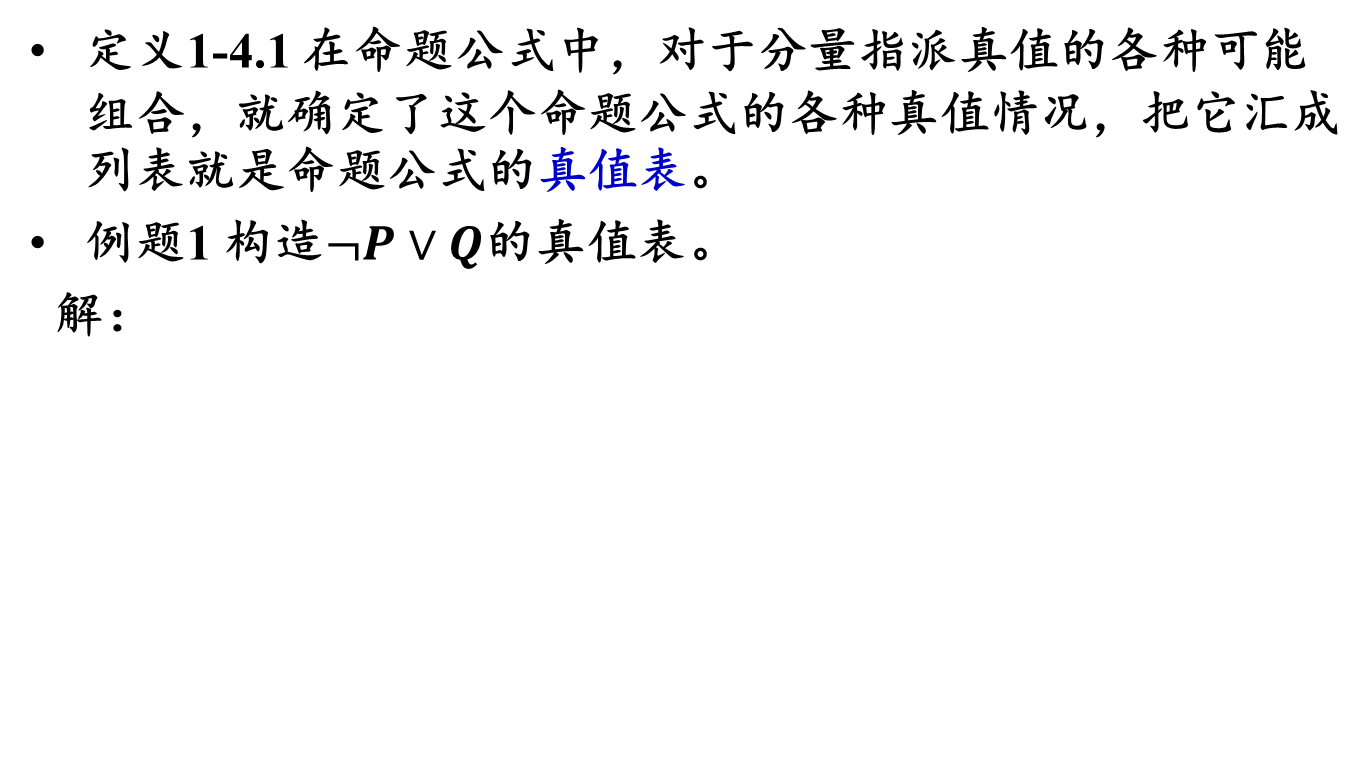 • 定义1-4.1 在命题公式中，对于分量指派真值的各种可能
组合，就确定了这个命题公式的各种真值情况，把它汇成
列表就是命题公式的真值表。
• 例题1 构造¬P ∨ Q的真值表。
解：